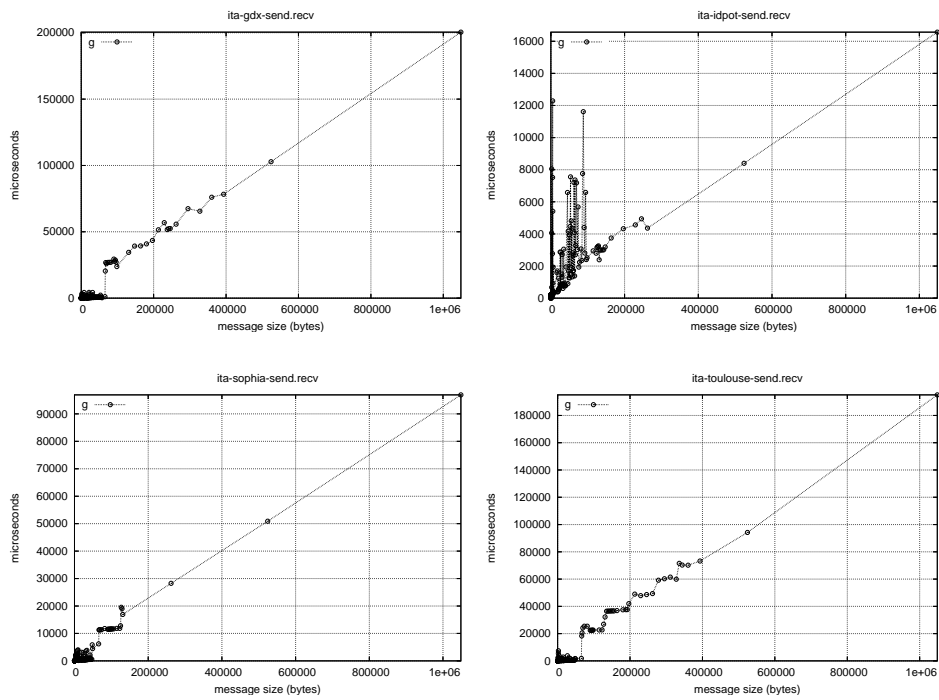 ita-gdx-send.recv
200000
150000
100000
50000
0
microseconds
g
0 200000 400000 600000 800000 1e+06
message size (bytes)
ita-idpot-send.recv
16000
14000
12000
10000
8000
6000
4000
2000
0
microseconds
g
0 200000 400000 600000 800000 1e+06
message size (bytes)
ita-sophia-send.recv
90000
80000
70000
60000
50000
40000
30000
20000
10000
0
microseconds
g
0 200000 400000 600000 800000 1e+06
message size (bytes)
ita-toulouse-send.recv
180000
160000
140000
120000
100000
80000
60000
40000
20000
0
microseconds
g
0 200000 400000 600000 800000 1e+06
message size (bytes)